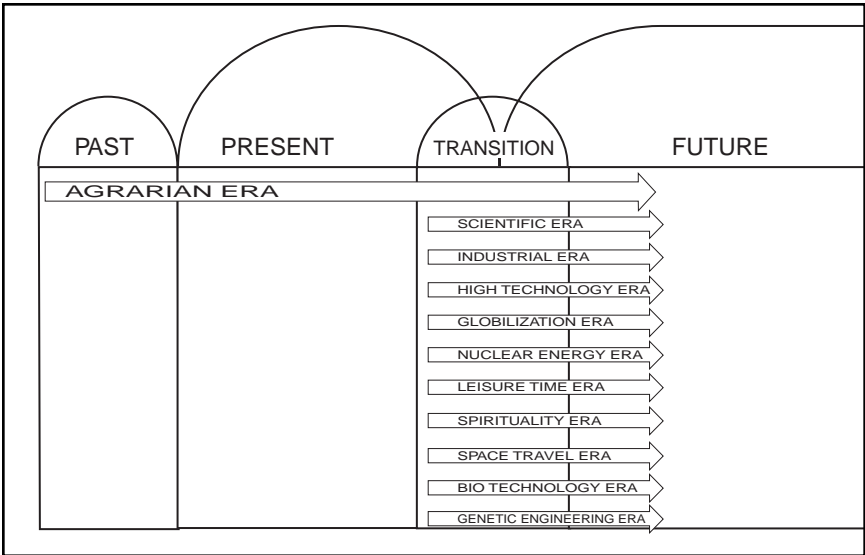 PAST PRESENT TRANSITION FUTURE
AGRARIAN ERA
SCIENTIFIC ERA
INDUSTRIAL ERA
HIGH TECHNOLOGY ERA
GLOBILIZATION ERA
NUCLEAR ENERGY ERA
LEISURE TIME ERA
SPIRITUALITY ERA
SPACE TRAVEL ERA
BIO TECHNOLOGY ERA
GENETIC ENGINEERING ERA